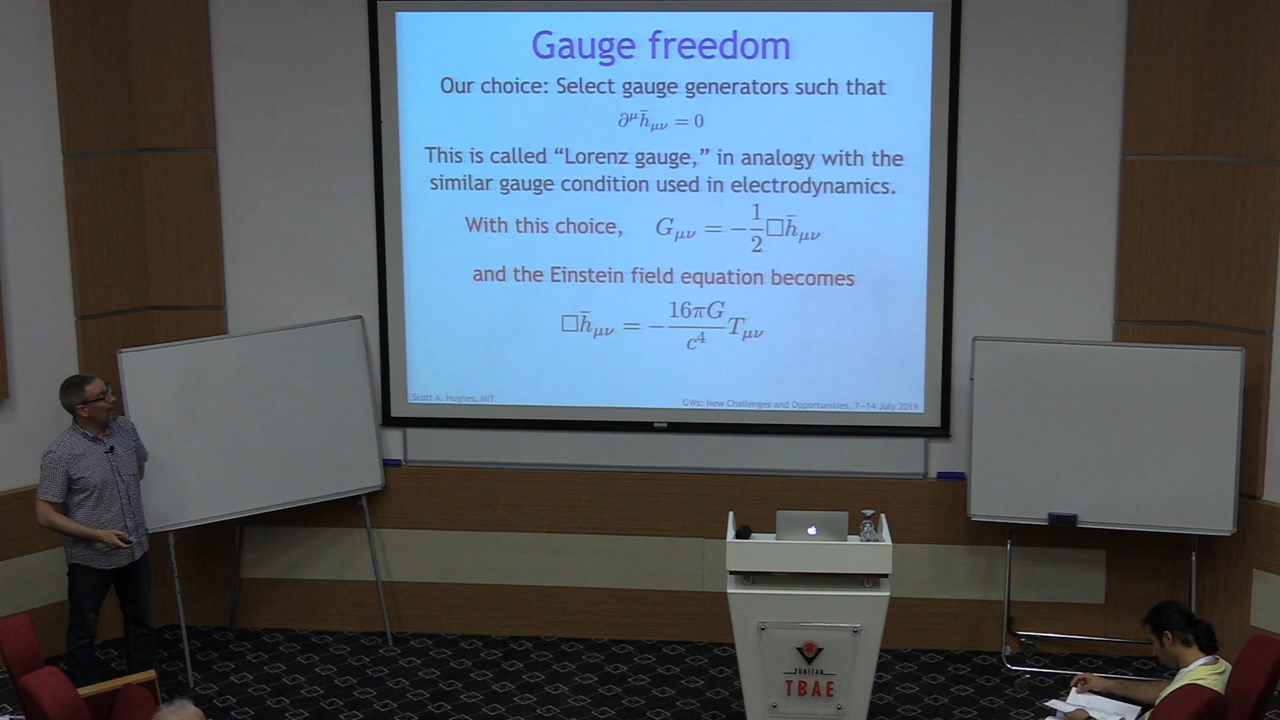 Gauge freedom
Our choice: Select gauge generators such that
∂^μ h̄_μν = 0
This is called “Lorenz gauge,” in analogy with the
similar gauge condition used in electrodynamics.
With this choice, G_μν = −1/2 □h̄_μν
and the Einstein field equation becomes
□h̄_μν = −16πG/c⁴ T_μν
Scott A. Hughes, MIT
GWs: New Challenges and Opportunities, 7—14 July 2019
TÜBİTAK
TBAE